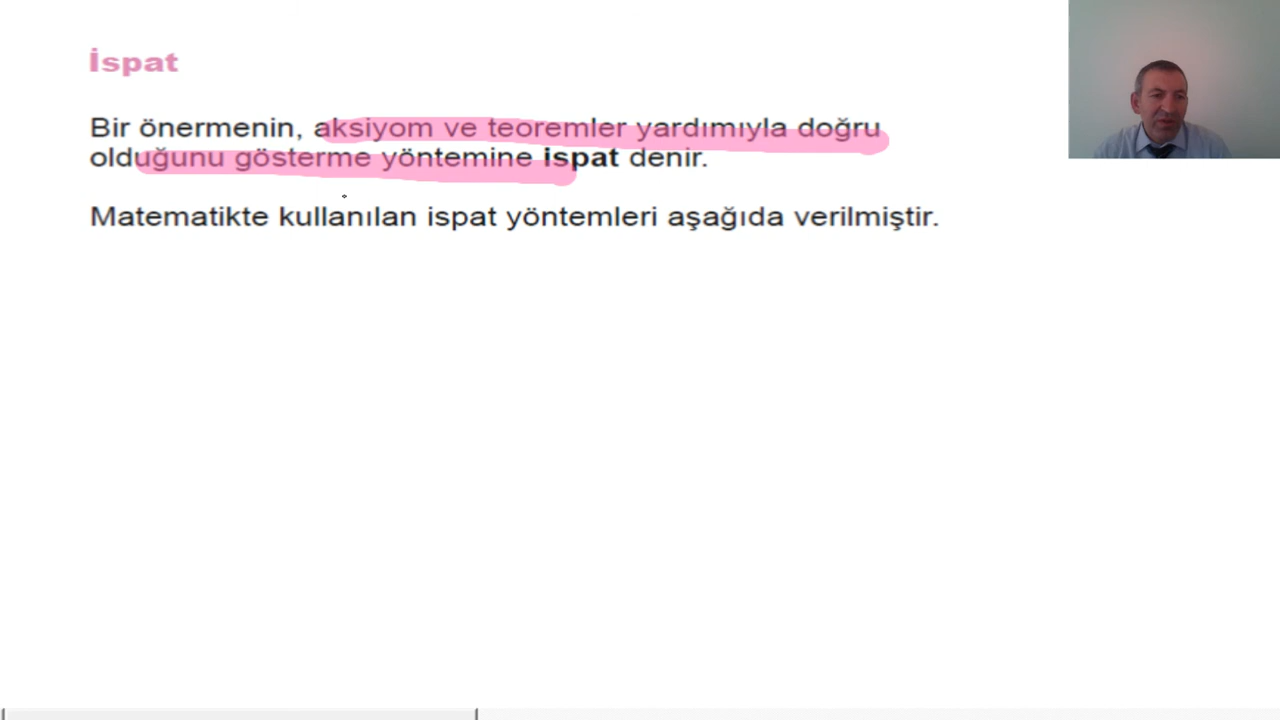 İspat
Bir önermenin, aksiyom ve teoremler yardımıyla doğru
olduğunu gösterme yöntemine ispat denir.
Matematikte kullanılan ispat yöntemleri aşağıda verilmiştir.